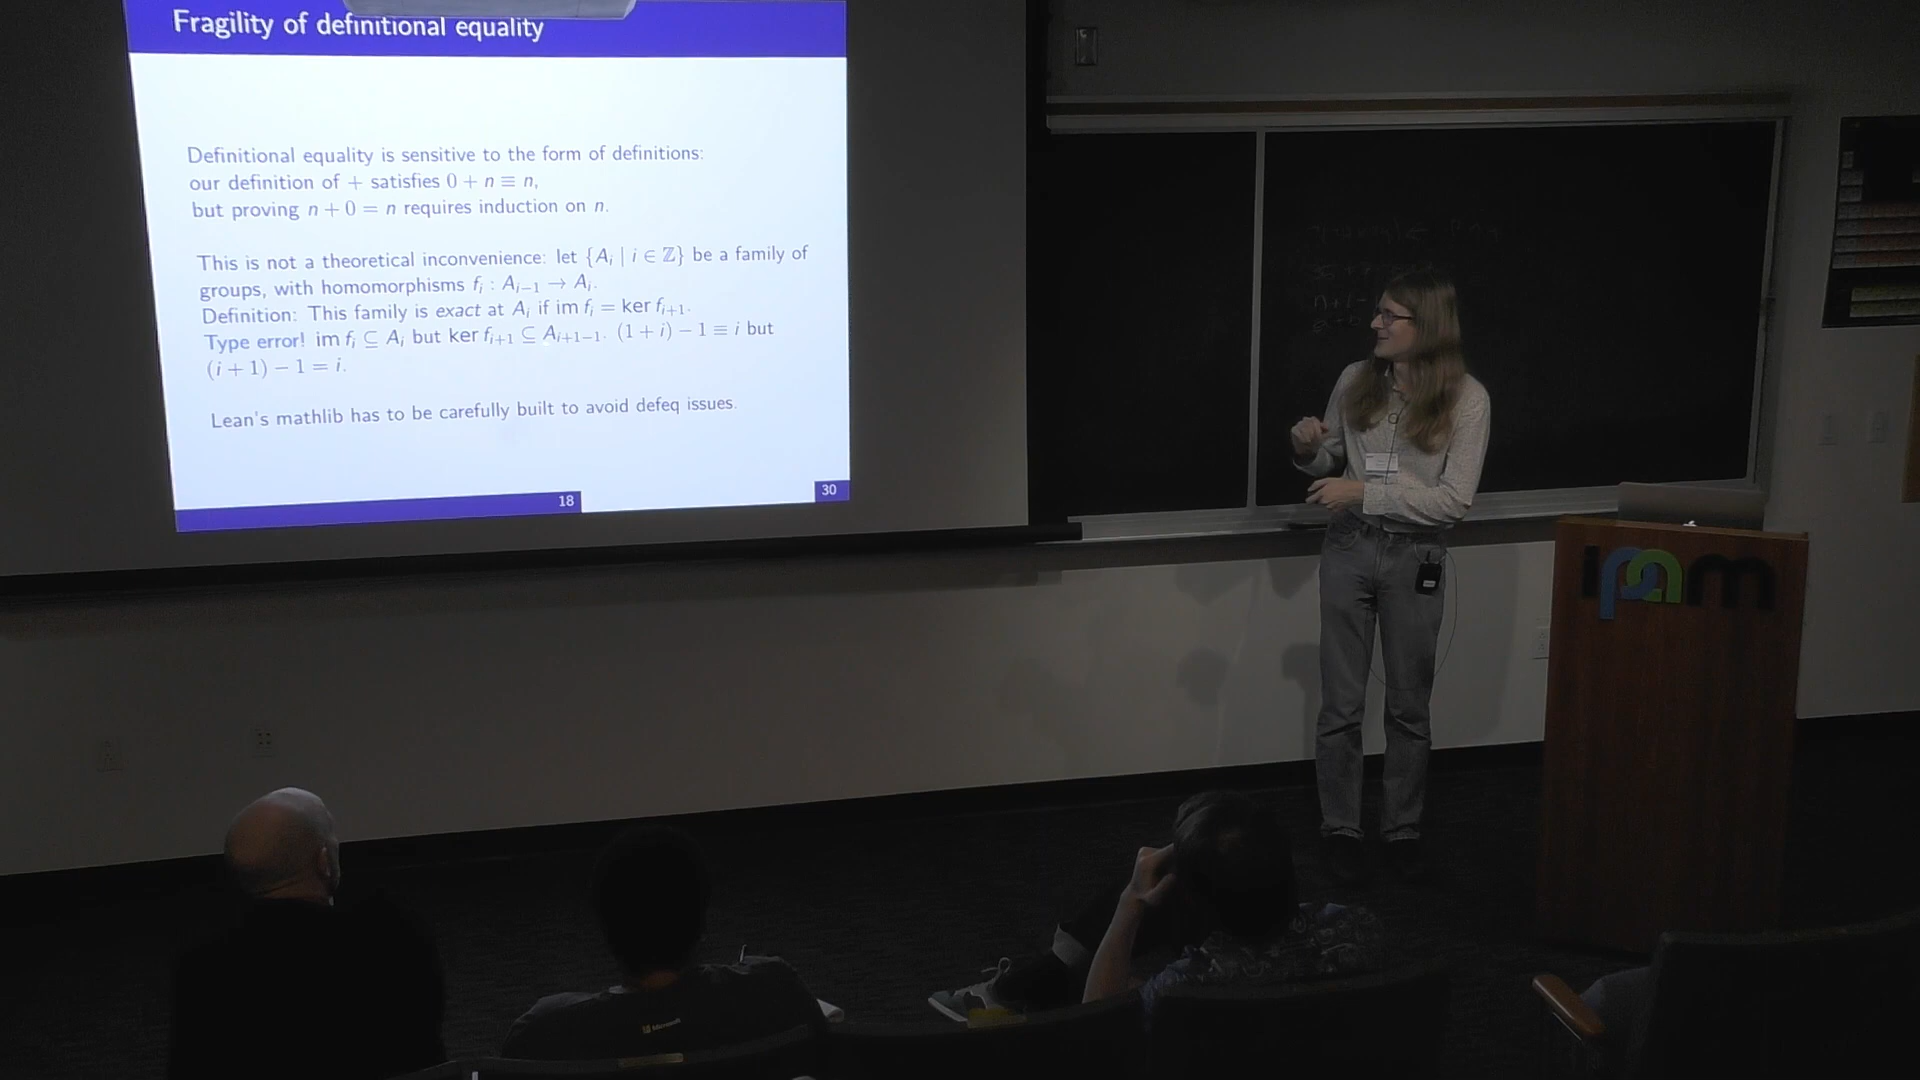 Fragility of definitional equality
Definitional equality is sensitive to the form of definitions:
our definition of + satisfies 0 + n ≡ n,
but proving n + 0 = n requires induction on n.
This is not a theoretical inconvenience: let {A_i | i ∈ ℤ} be a family of
groups, with homomorphisms f_i : A_{i−1} → A_i.
Definition: This family is exact at A_i if im f_i = ker f_{i+1}.
Type error! im f_i ⊆ A_i but ker f_{i+1} ⊆ A_{i+1−1}. (1 + i) − 1 ≡ i but
(i + 1) − 1 = i.
Lean's mathlib has to be carefully built to avoid defeq issues.
18
30
ipam
Microsoft